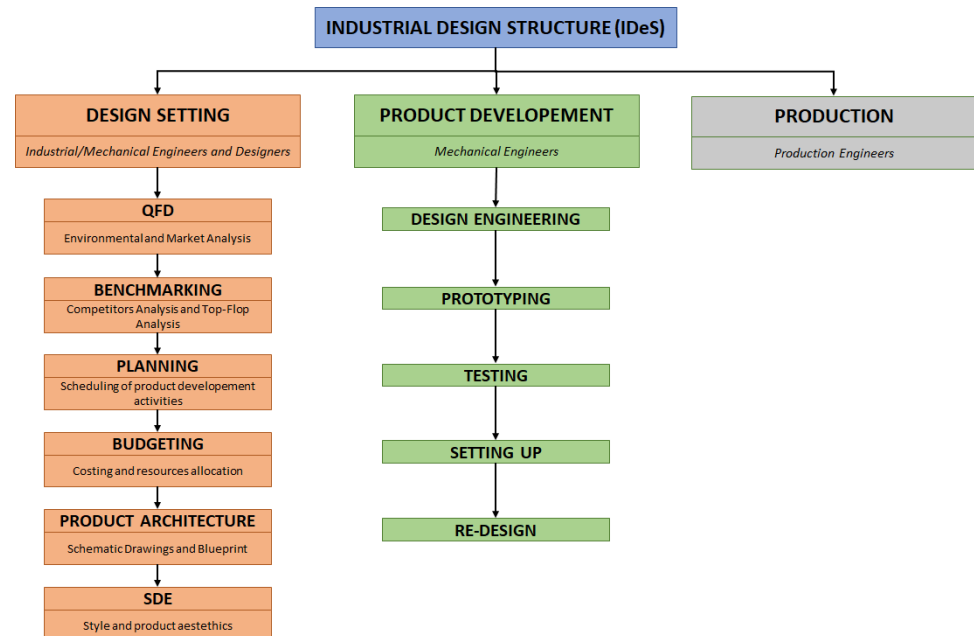 INDUSTRIAL DESIGN STRUCTURE (IDeS)
DESIGN SETTING
Industrial/Mechanical Engineers and Designers
QFD
Environmental and Market Analysis
BENCHMARKING
Competitors Analysis and Top-Flop
Analysis
PLANNING
Scheduling of product developement
activities
BUDGETING
Costing and resources allocation
PRODUCT ARCHITECTURE
Schematic Drawings and Blueprint
SDE
Style and product aestethics
PRODUCT DEVELOPEMENT
Mechanical Engineers
DESIGN ENGINEERING
PROTOTYPING
TESTING
SETTING UP
RE-DESIGN
PRODUCTION
Production Engineers